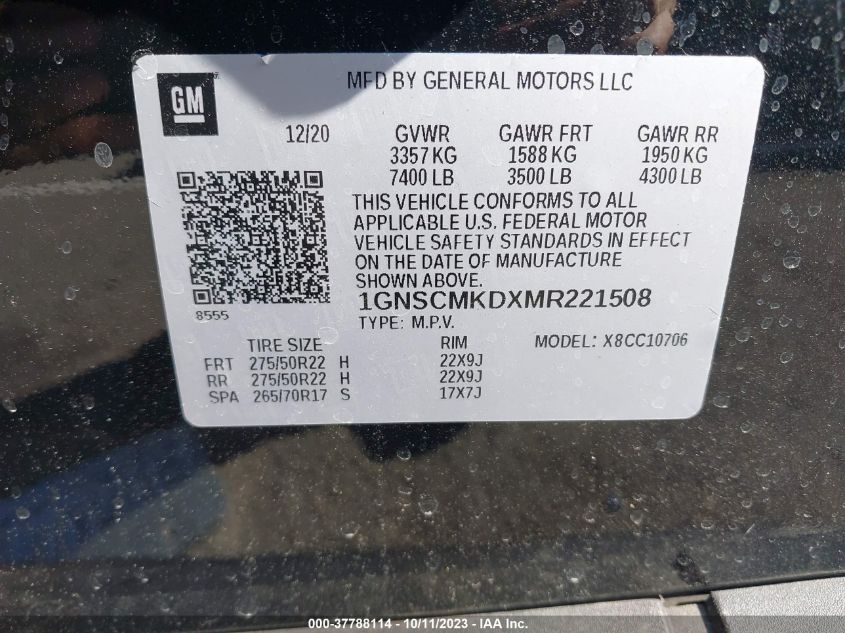 GM
MFD BY GENERAL MOTORS LLC
12/20 GVWR GAWR FRT GAWR RR
3357 KG 1588 KG 1950 KG
7400 LB 3500 LB 4300 LB
THIS VEHICLE CONFORMS TO ALL
APPLICABLE U.S. FEDERAL MOTOR
VEHICLE SAFETY STANDARDS IN EFFECT
ON THE DATE OF MANUFACTURE
SHOWN ABOVE.
8555
1GNSCMKDXMR221508
TYPE: M.P.V.
TIRE SIZE RIM MODEL: X8CC10706
FRT 275/50R22 H 22X9J
RR 275/50R22 H 22X9J
SPA 265/70R17 S 17X7J
000-37788114 - 10/11/2023 - IAAI.com